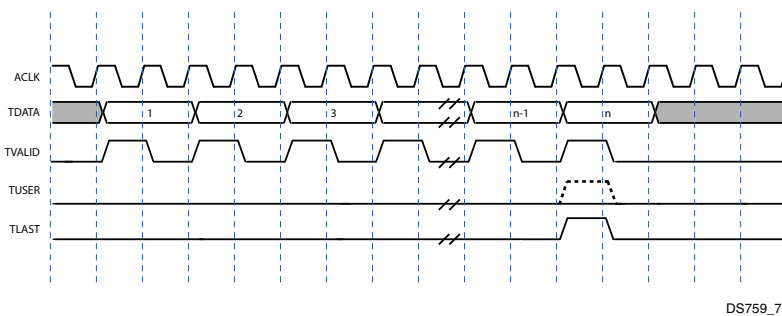 ACLK
TDATA 1 2 3 n-1 n
TVALID
TUSER
TLAST
DS759_7